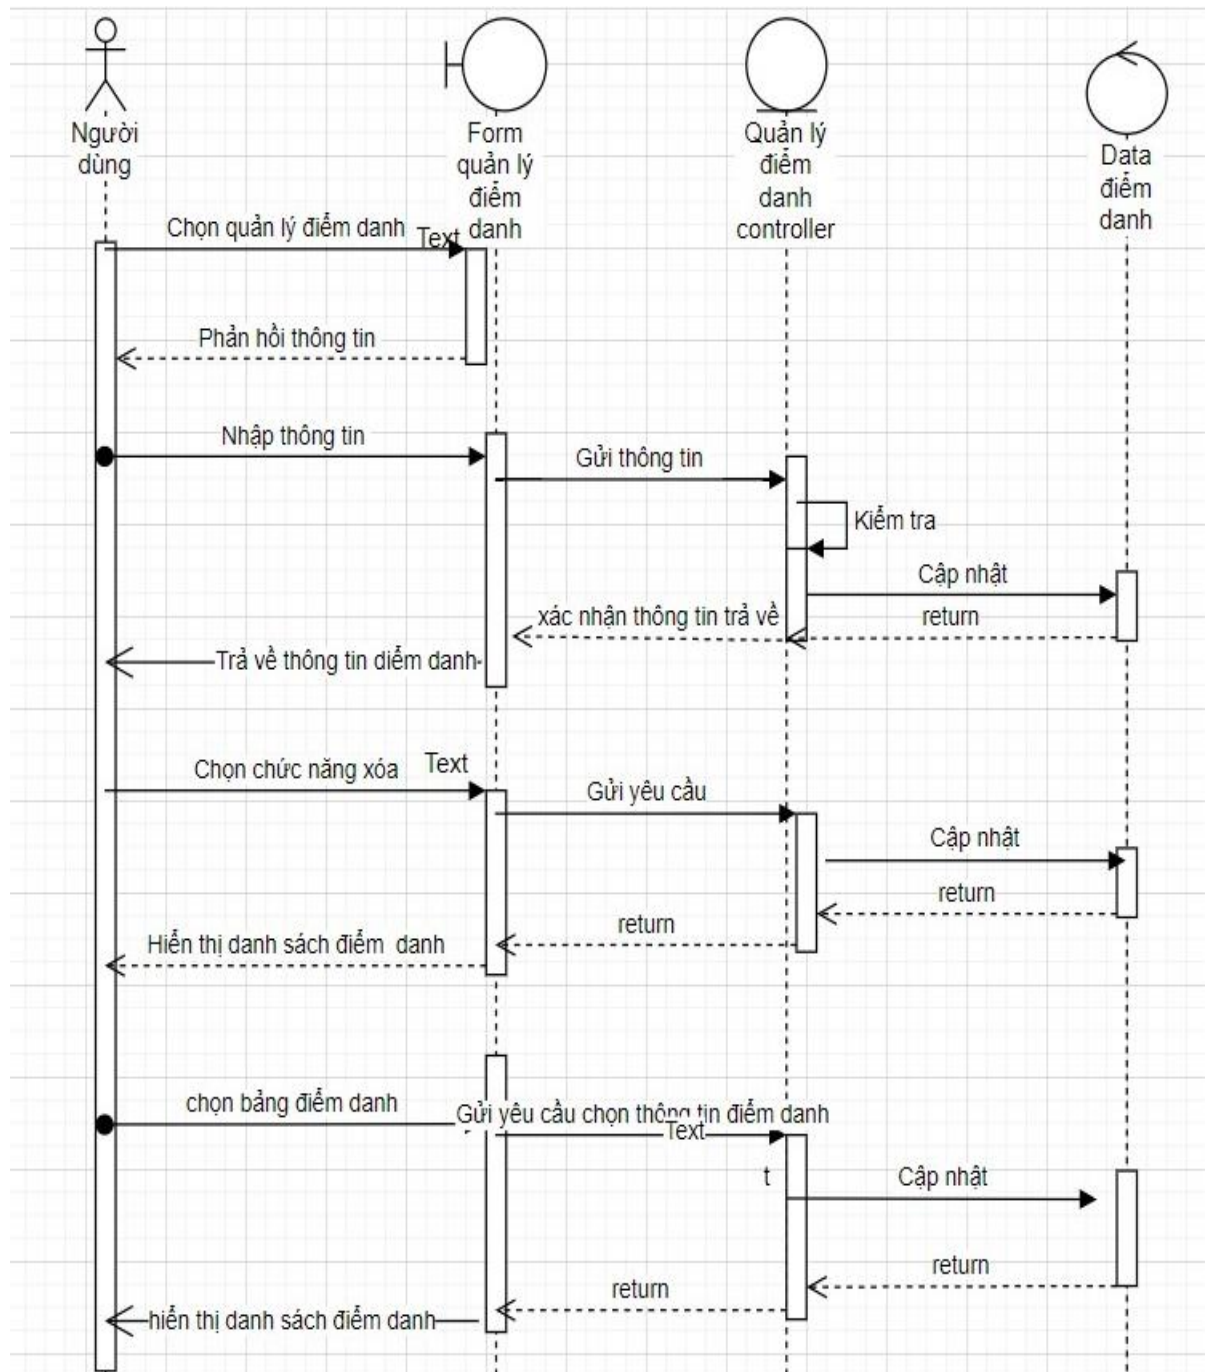 Người
dùng
Form
quản lý
điểm
danh
Quản lý
điểm
danh
controller
Data
điểm
danh
Chọn quản lý điểm danh
Text
Phản hồi thông tin
Nhập thông tin
Gửi thông tin
Kiểm tra
Cập nhật
xác nhận thông tin trả về
return
Trả về thông tin diểm danh
Chọn chức năng xóa
Text
Gửi yêu cầu
Cập nhật
return
return
Hiển thị danh sách điểm danh
chọn bảng điểm danh
Gửi yêu cầu chọn thông tin điểm danh
Text
t
Cập nhật
return
return
hiển thị danh sách điểm danh